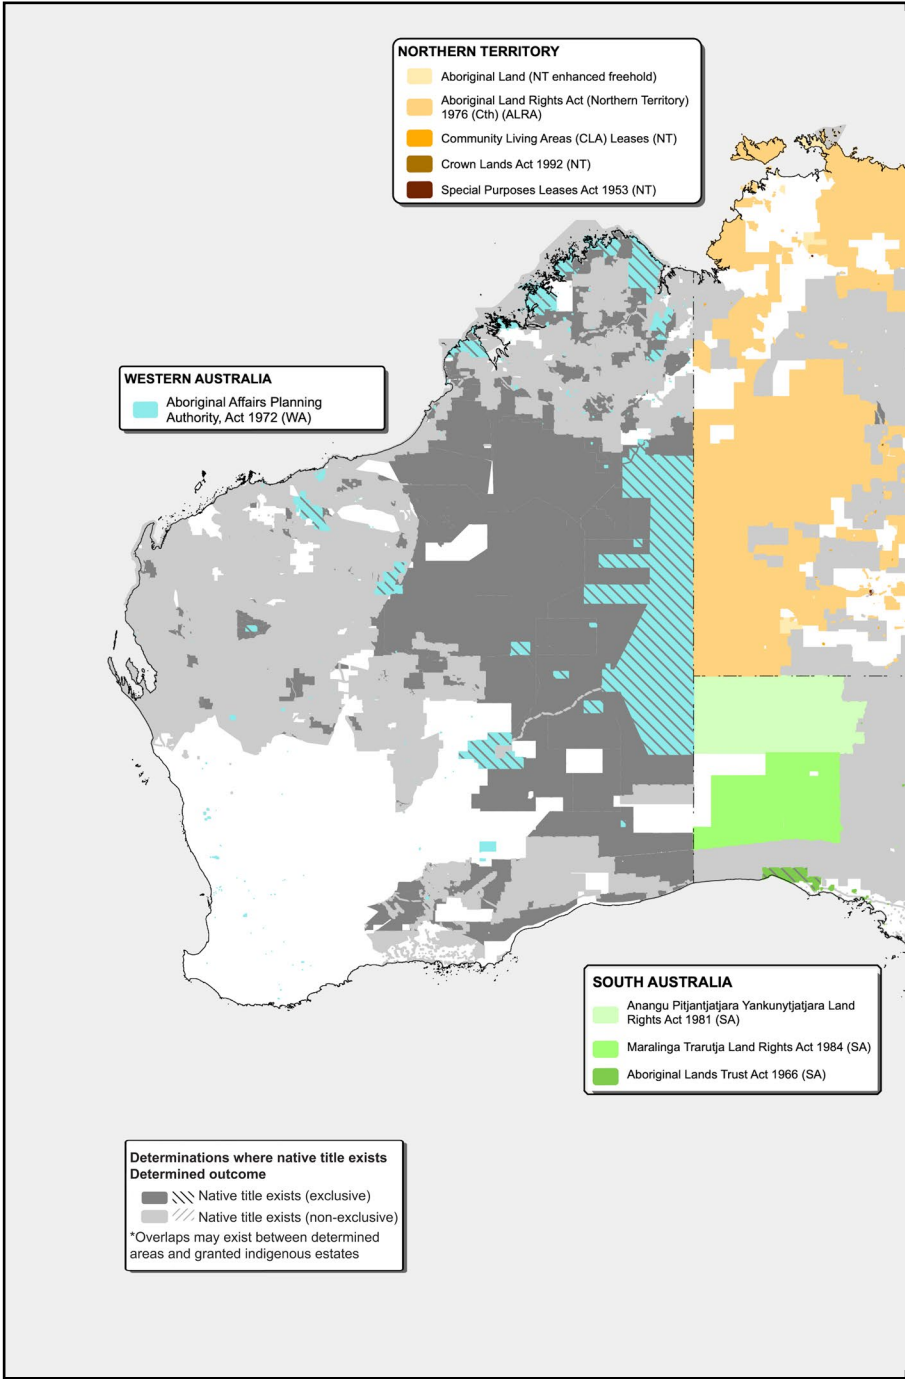 NORTHERN TERRITORY
Aboriginal Land (NT enhanced freehold)
Aboriginal Land Rights Act (Northern Territory)
1976 (Cth) (ALRA)
Community Living Areas (CLA) Leases (NT)
Crown Lands Act 1992 (NT)
Special Purposes Leases Act 1953 (NT)
WESTERN AUSTRALIA
Aboriginal Affairs Planning
Authority, Act 1972 (WA)
SOUTH AUSTRALIA
Anangu Pitjantjatjara Yankunytjatjara Land
Rights Act 1981 (SA)
Maralinga Trarutja Land Rights Act 1984 (SA)
Aboriginal Lands Trust Act 1966 (SA)
Determinations where native title exists
Determined outcome
Native title exists (exclusive)
Native title exists (non-exclusive)
*Overlaps may exist between determined
areas and granted indigenous estates